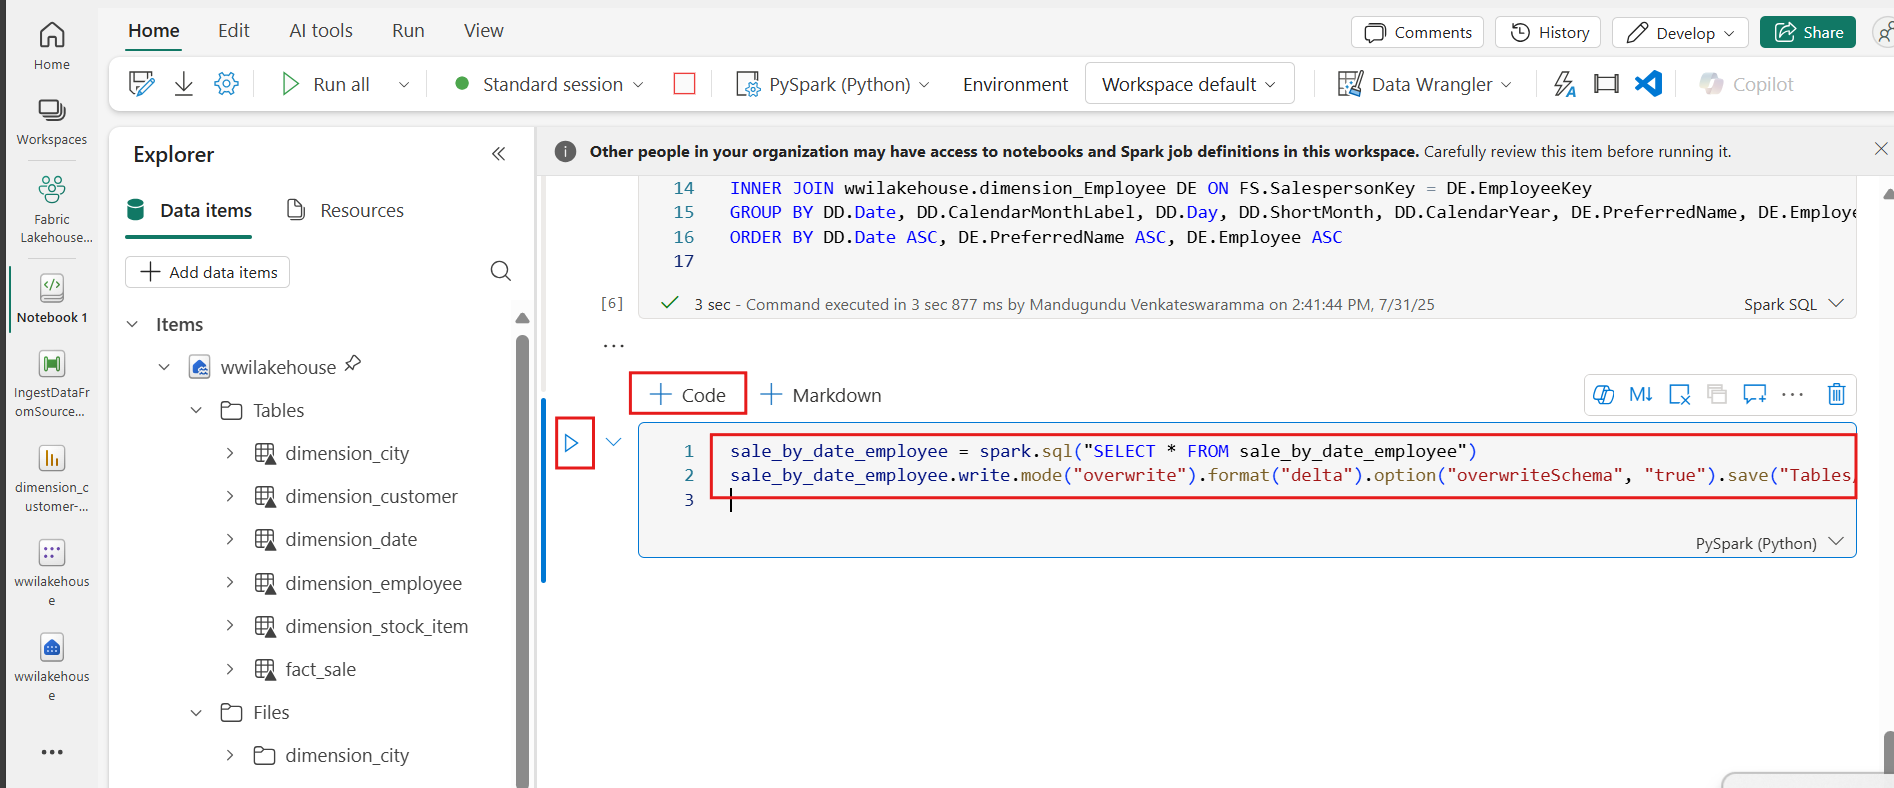 Home
Workspaces
Fabric
Lakehouse...
Notebook 1
IngestDataFr
omSource...
dimension_c
ustomer-...
wwilakehous
e
wwilakehous
e
Home Edit AI tools Run View
Comments History Develop Share
Run all Standard session PySpark (Python) Environment Workspace default Data Wrangler Copilot
Explorer
Data items Resources
Add data items
Items
wwilakehouse
Tables
dimension_city
dimension_customer
dimension_date
dimension_employee
dimension_stock_item
fact_sale
Files
dimension_city
Other people in your organization may have access to notebooks and Spark job definitions in this workspace. Carefully review this item before running it.
14 INNER JOIN wwilakehouse.dimension_Employee DE ON FS.SalespersonKey = DE.EmployeeKey
15 GROUP BY DD.Date, DD.CalendarMonthLabel, DD.Day, DD.ShortMonth, DD.CalendarYear, DE.PreferredName, DE.Employe
16 ORDER BY DD.Date ASC, DE.PreferredName ASC, DE.Employee ASC
17
[6] 3 sec - Command executed in 3 sec 877 ms by Mandugundu Venkateswaramma on 2:41:44 PM, 7/31/25 Spark SQL
...
+ Code + Markdown M↓ ...
1 sale_by_date_employee = spark.sql("SELECT * FROM sale_by_date_employee")
2 sale_by_date_employee.write.mode("overwrite").format("delta").option("overwriteSchema", "true").save("Tables/
3
PySpark (Python)